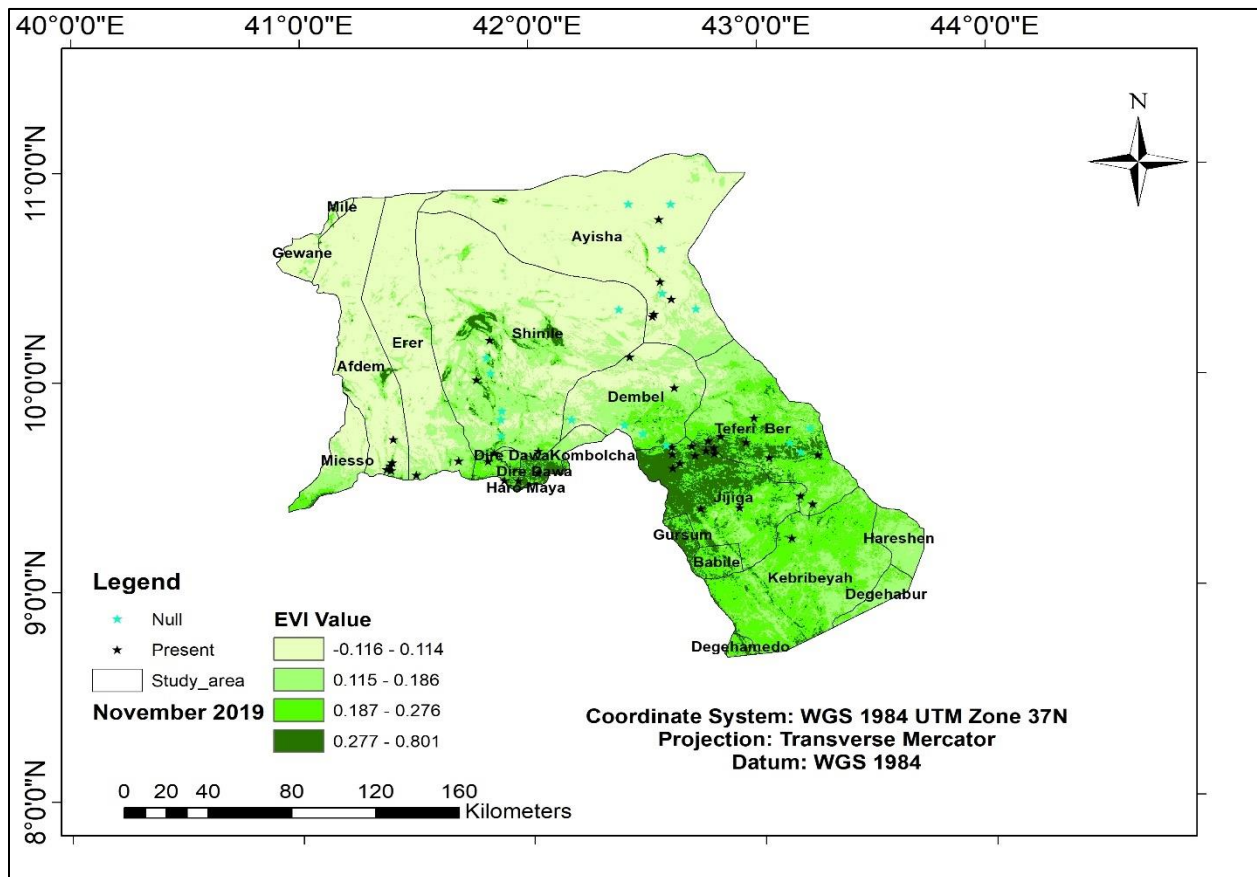 40°0'0"E 41°0'0"E 42°0'0"E 43°0'0"E 44°0'0"E
N
11°0'0"N
10°0'0"N
9°0'0"N
8°0'0"N
Mile
Gewane
Ayisha
Erer
Shinile
Afdem
Dembel
Teferi Ber
Miesso
Dire Dawa
Kombolcha
Dire Dawa
Haro Maya
Jijiga
Gursum
Hareshen
Babile
Kebribeyah
Degehabur
Degehamedo
Legend
Null
Present
Study_area
November 2019
EVI Value
-0.116 - 0.114
0.115 - 0.186
0.187 - 0.276
0.277 - 0.801
Coordinate System: WGS 1984 UTM Zone 37N
Projection: Transverse Mercator
Datum: WGS 1984
0 20 40 80 120 160
Kilometers